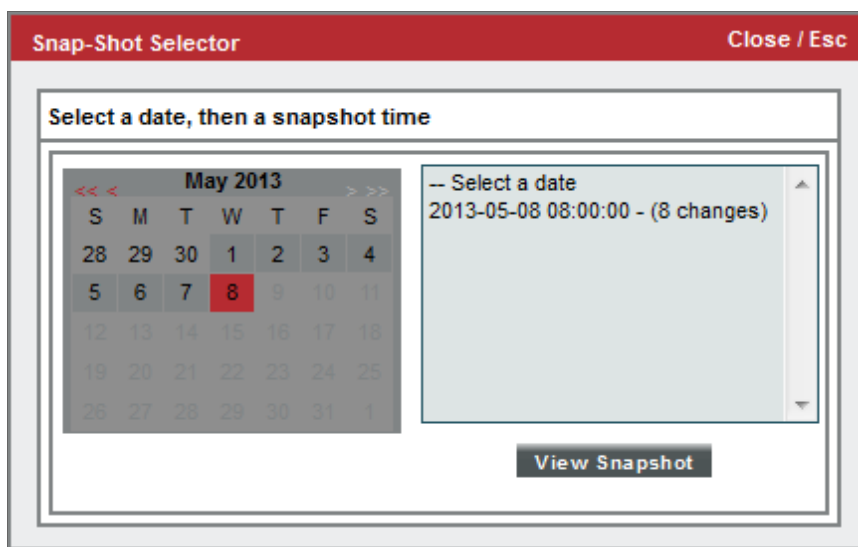 Snap-Shot Selector Close / Esc
Select a date, then a snapshot time
<< < May 2013 > >>
S M T W T F S
28 29 30 1 2 3 4
5 6 7 8 9 10 11
12 13 14 15 16 17 18
19 20 21 22 23 24 25
26 27 28 29 30 31 1
-- Select a date
2013-05-08 08:00:00 - (8 changes)
View Snapshot